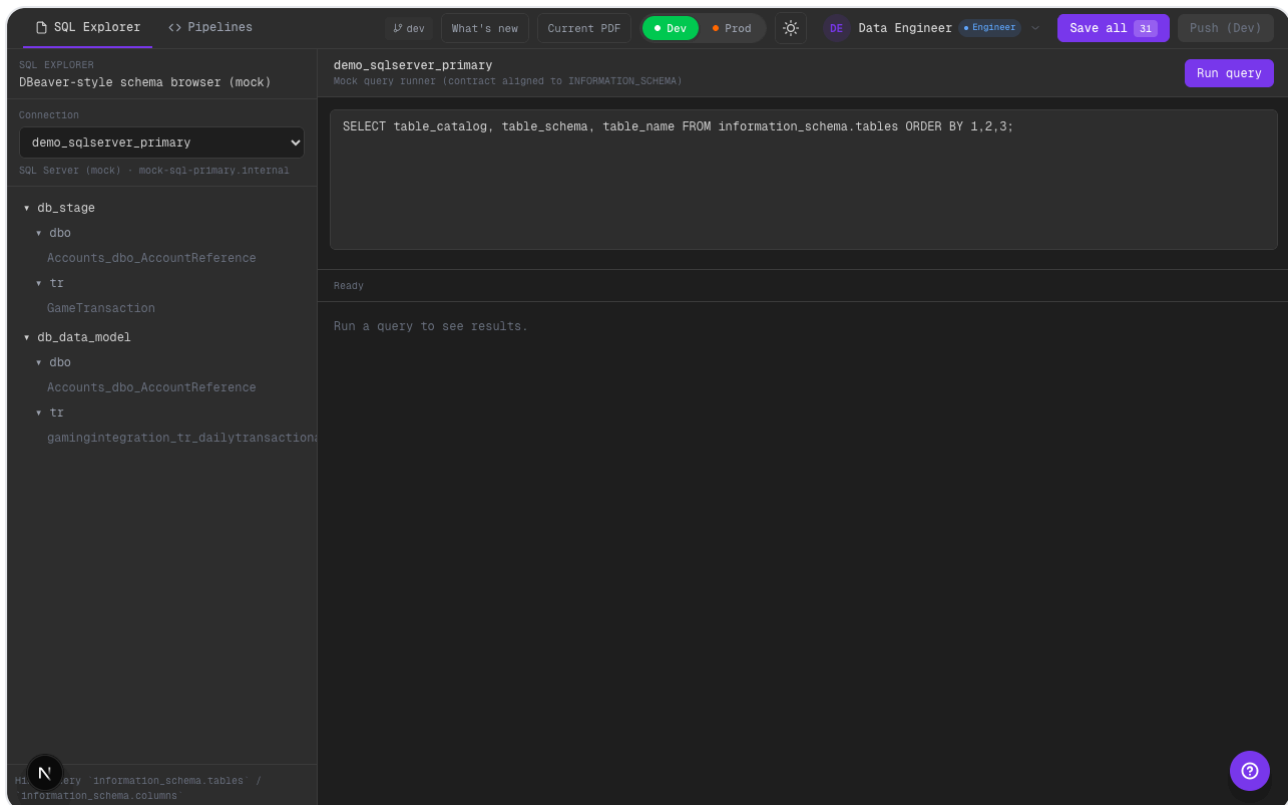 SQL Explorer
Pipelines
dev
What's new
Current PDF
Dev
Prod
DE
Data Engineer
Engineer
Save all 31
Push (Dev)
SQL EXPLORER
DBeaver-style schema browser (mock)
Connection
demo_sqlserver_primary
SQL Server (mock) · mock-sql-primary.internal
db_stage
dbo
Accounts_dbo_AccountReference
tr
GameTransaction
db_data_model
dbo
Accounts_dbo_AccountReference
tr
gamingintegration_tr_dailytransactiona
`information_schema.tables` /
`information_schema.columns`
N
demo_sqlserver_primary
Mock query runner (contract aligned to INFORMATION_SCHEMA)
Run query
SELECT table_catalog, table_schema, table_name FROM information_schema.tables ORDER BY 1,2,3;
Ready
Run a query to see results.